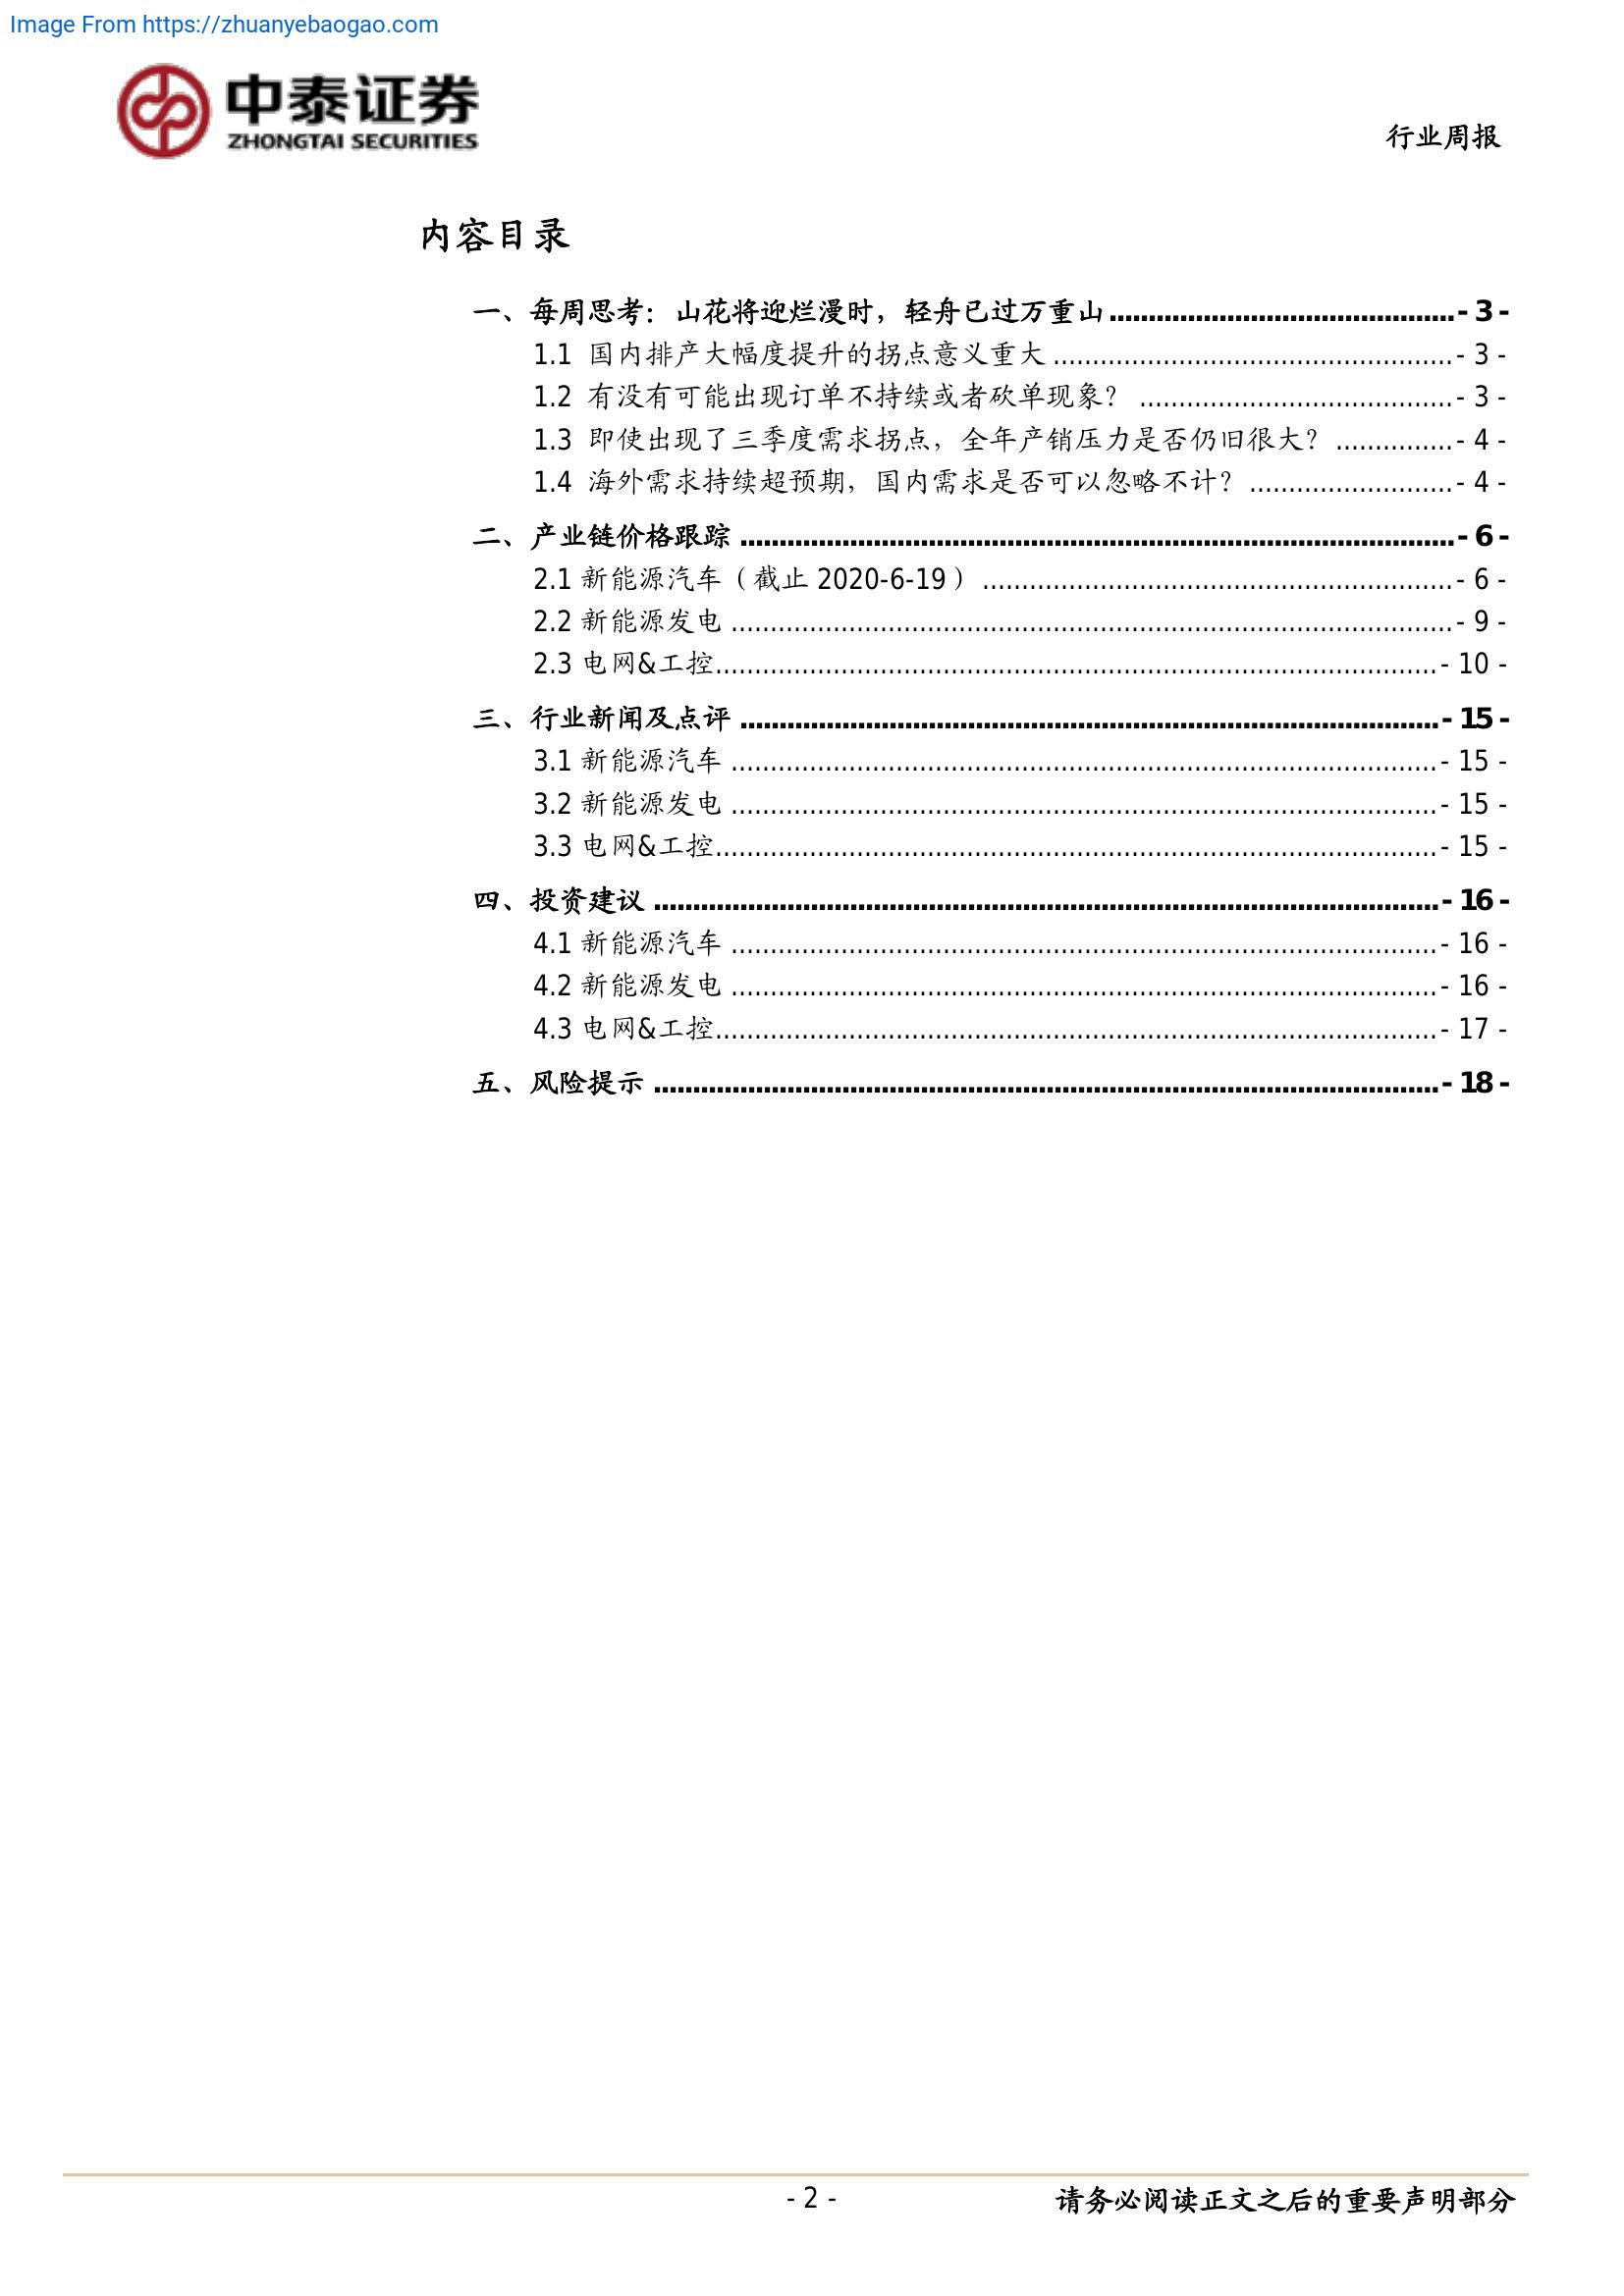 Image From https://zhuanyebaogao.com
中泰证券
ZHONGTAI SECURITIES
行业周报
内容目录
一、每周思考：山花将迎烂漫时，轻舟已过万重山............................................- 3 -
1.1 国内排产大幅度提升的拐点意义重大...................................................- 3 -
1.2 有没有可能出现订单不持续或者砍单现象？ ........................................- 3 -
1.3 即使出现了三季度需求拐点，全年产销压力是否仍旧很大？ ...............- 4 -
1.4 海外需求持续超预期，国内需求是否可以忽略不计？ ..........................- 4 -
二、产业链价格跟踪 ...........................................................................................- 6 -
2.1 新能源汽车（截止 2020-6-19） ............................................................- 6 -
2.2 新能源发电 ............................................................................................- 9 -
2.3 电网&工控............................................................................................- 10 -
三、行业新闻及点评 .........................................................................................- 15 -
3.1 新能源汽车 ..........................................................................................- 15 -
3.2 新能源发电 ..........................................................................................- 15 -
3.3 电网&工控............................................................................................- 15 -
四、投资建议 ....................................................................................................- 16 -
4.1 新能源汽车 ..........................................................................................- 16 -
4.2 新能源发电 ..........................................................................................- 16 -
4.3 电网&工控............................................................................................- 17 -
五、风险提示 ....................................................................................................- 18 -
- 2 -
请务必阅读正文之后的重要声明部分